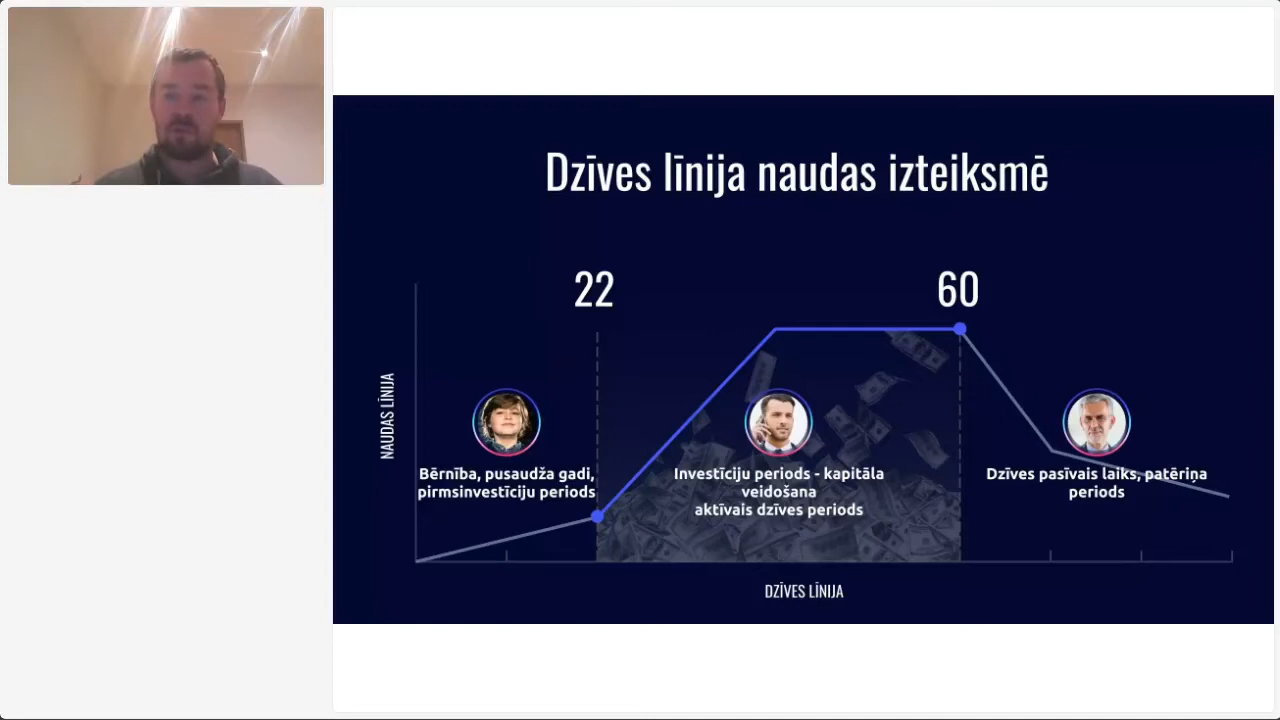 Dzīves līnija naudas izteiksmē
22
60
NAUDAS LĪNIJA
Bērnība, pusaudža gadi,
pirmsinvestīciju periods
Investīciju periods - kapitāla
veidošana
aktīvais dzīves periods
Dzīves pasīvais laiks, patēriņa
periods
DZĪVES LĪNIJA